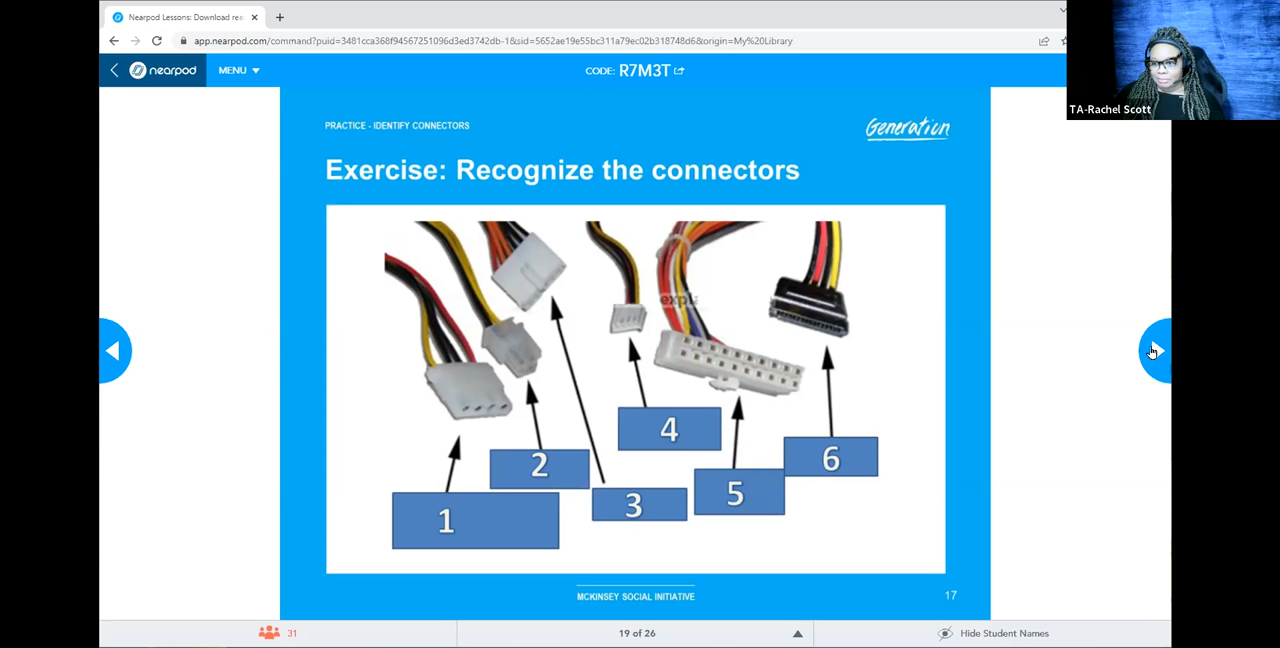 Nearpod Lessons: Download rea
app.nearpod.com/command?puid=3481cca368f94567251096d3ed3742db-1&sid=5652ae19e55bc311a79ec02b318748d6&origin=My%20Library
nearpod
MENU
CODE: R7M3T
TA-Rachel Scott
PRACTICE - IDENTIFY CONNECTORS
Generation
Exercise: Recognize the connectors
expl
4
2
6
5
3
1
MCKINSEY SOCIAL INITIATIVE
17
31
19 of 26
Hide Student Names